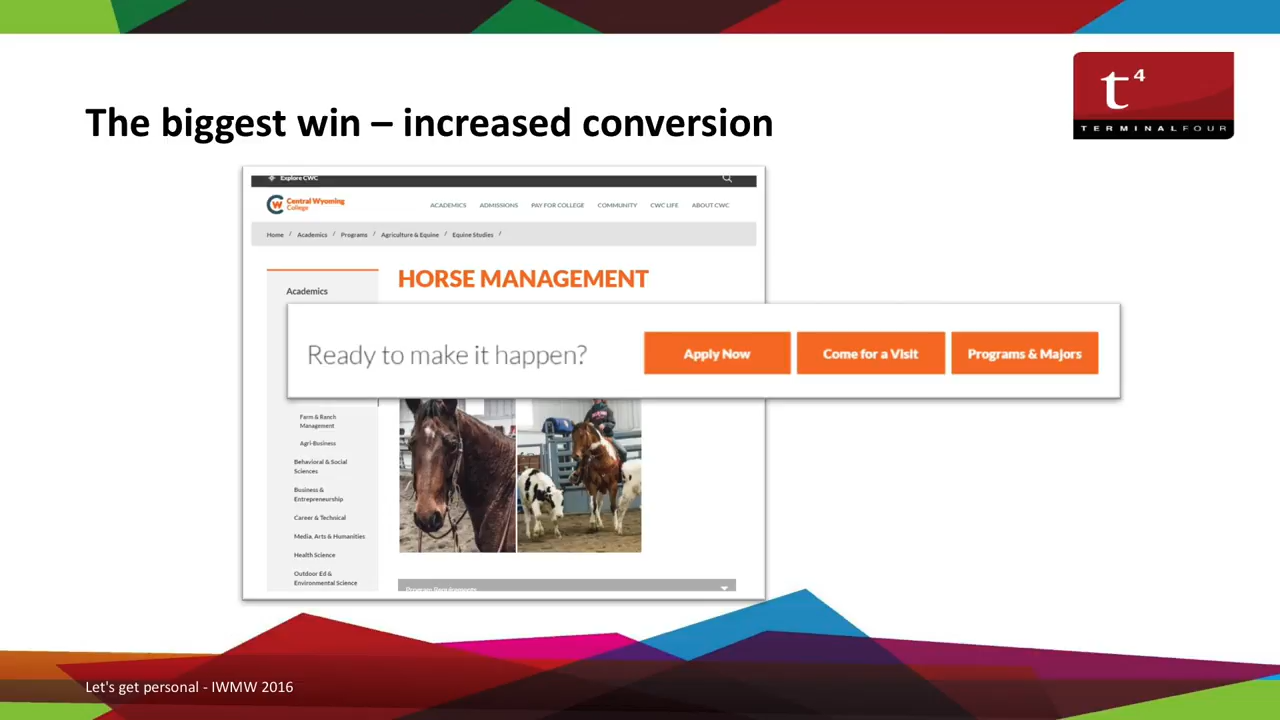 t4
TERMINALFOUR
The biggest win – increased conversion
Explore CWC
CW Central Wyoming
College
ACADEMICS ADMISSIONS PAY FOR COLLEGE COMMUNITY CWC LIFE ABOUT CWC
Home / Academics / Programs / Agriculture & Equine / Equine Studies /
Academics
HORSE MANAGEMENT
Ready to make it happen? Apply Now Come for a Visit Programs & Majors
Farm & Ranch
Management
Agri-Business
Behavioral & Social
Sciences
Business &
Entrepreneurship
Career & Technical
Media, Arts & Humanities
Health Science
Outdoor Ed &
Environmental Science
Program Requirements
Let's get personal - IWMW 2016